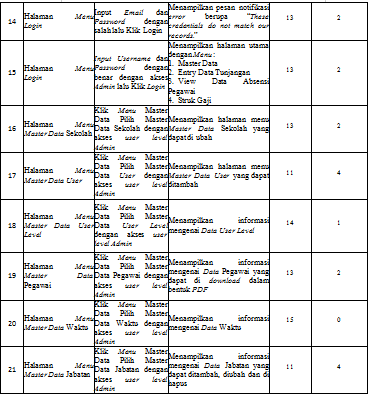 14 Halaman Menu Login Input Email dan Password dengan salah lalu Klik Login Menampilkan pesan notifikasi error berupa "These credentials do not match our records." 13 2
15 Halaman Menu Login Input Username dan Password dengan benar dengan akses Admin lalu Klik Login Menampilkan halaman utama dengan Menu : 1. Master Data 2. Entry Data Tunjangan 3. View Data Absensi Pegawai 4. Struk Gaji 13 2
16 Halaman Menu Master Data Sekolah Klik Menu Master Data Pilih Master Data Sekolah dengan akses user level Admin Menampilkan halaman menu Master Data Sekolah yang dapat di ubah 13 2
17 Halaman Menu Master Data User Klik Menu Master Data Pilih Master Data User dengan akses user level Admin Menampilkan halaman menu Master Data User yang dapat ditambah 11 4
18 Halaman Menu Master Data User Level Klik Menu Master Data Pilih Master Data User Level dengan akses user level Admin Menampilkan informasi mengenai Data User Level 14 1
19 Halaman Menu Master Data Pegawai Klik Menu Master Data Pilih Master Data Pegawai dengan akses user level Admin Menampilkan informasi mengenai Data Pegawai yang dapat di download dalam bentuk PDF 13 2
20 Halaman Menu Master Data Waktu Klik Menu Master Data Pilih Master Data Waktu dengan akses user level Admin Menampilkan informasi mengenai Data Waktu 15 0
21 Halaman Menu Master Data Jabatan Klik Menu Master Data Pilih Master Data Jabatan dengan akses user level Admin Menampilkan informasi mengenai Data Jabatan yang dapat ditambah, diubah dan di hapus 11 4